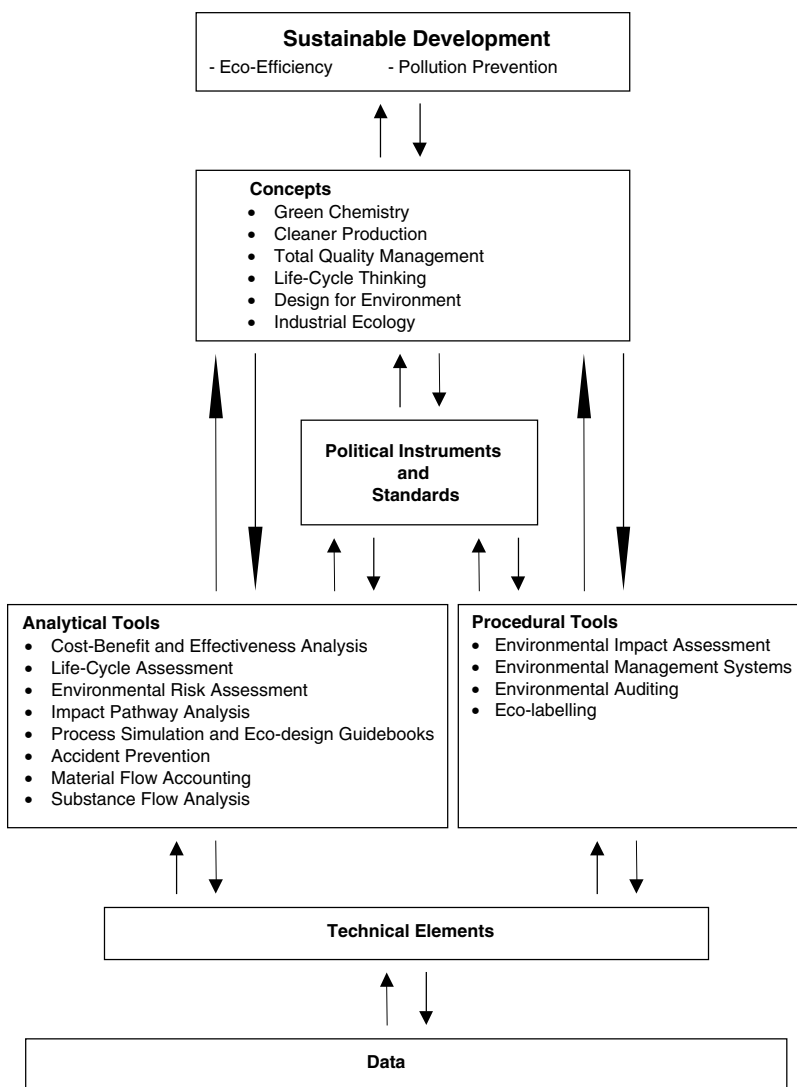 Sustainable Development
- Eco-Efficiency - Pollution Prevention
Concepts
• Green Chemistry
• Cleaner Production
• Total Quality Management
• Life-Cycle Thinking
• Design for Environment
• Industrial Ecology
Political Instruments
and
Standards
Analytical Tools
• Cost-Benefit and Effectiveness Analysis
• Life-Cycle Assessment
• Environmental Risk Assessment
• Impact Pathway Analysis
• Process Simulation and Eco-design Guidebooks
• Accident Prevention
• Material Flow Accounting
• Substance Flow Analysis
Procedural Tools
• Environmental Impact Assessment
• Environmental Management Systems
• Environmental Auditing
• Eco-labelling
Technical Elements
Data